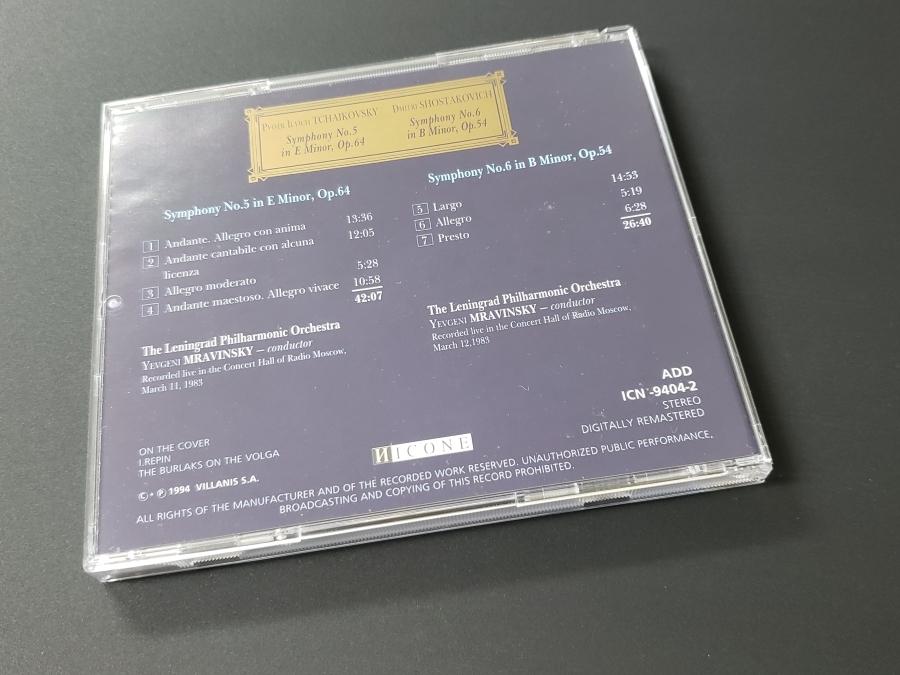 PYOTR ILYICH TCHAIKOVSKY
Symphony No.5
in E Minor, Op.64
DMITRI SHOSTAKOVICH
Symphony No.6
in B Minor, Op.54
Symphony No.5 in E Minor, Op.64
1 Andante. Allegro con anima 13:36
2 Andante cantabile con alcuna 12:05
licenza
3 Allegro moderato 5:28
4 Andante maestoso. Allegro vivace 10:58
42:07
The Leningrad Philharmonic Orchestra
YEVGENI MRAVINSKY – conductor
Recorded live in the Concert Hall of Radio Moscow,
March 11, 1983
Symphony No.6 in B Minor, Op.54
5 Largo 14:53
6 Allegro 5:19
7 Presto 6:28
26:40
The Leningrad Philharmonic Orchestra
YEVGENI MRAVINSKY – conductor
Recorded live in the Concert Hall of Radio Moscow,
March 12,1983
ADD
ICN -9404-2
STEREO
DIGITALLY REMASTERED
ON THE COVER
I.REPIN
THE BURLAKS ON THE VOLGA
ICONE
© • ℗ 1994 VILLANIS S.A.
ALL RIGHTS OF THE MANUFACTURER AND OF THE RECORDED WORK RESERVED. UNAUTHORIZED PUBLIC PERFORMANCE,
BROADCASTING AND COPYING OF THIS RECORD PROHIBITED.